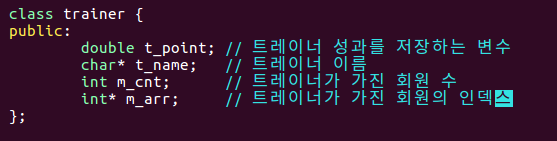 class trainer {
public:
        double t_point; // 트레이너 성과를 저장하는 변수
        char* t_name;   // 트레이너 이름
        int m_cnt;      // 트레이너가 가진 회원 수
        int* m_arr;     // 트레이너가 가진 회원의 인덱스
};